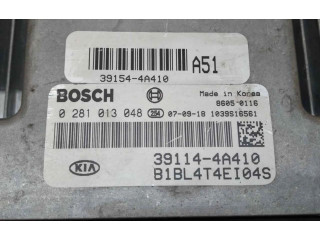 39154-4A410 A51
BOSCH Made in Korea
8605 0116
0 281 013 048 254 07-09-18 1039S16561
KIA 39114-4A410
B1BL4T4EI04S